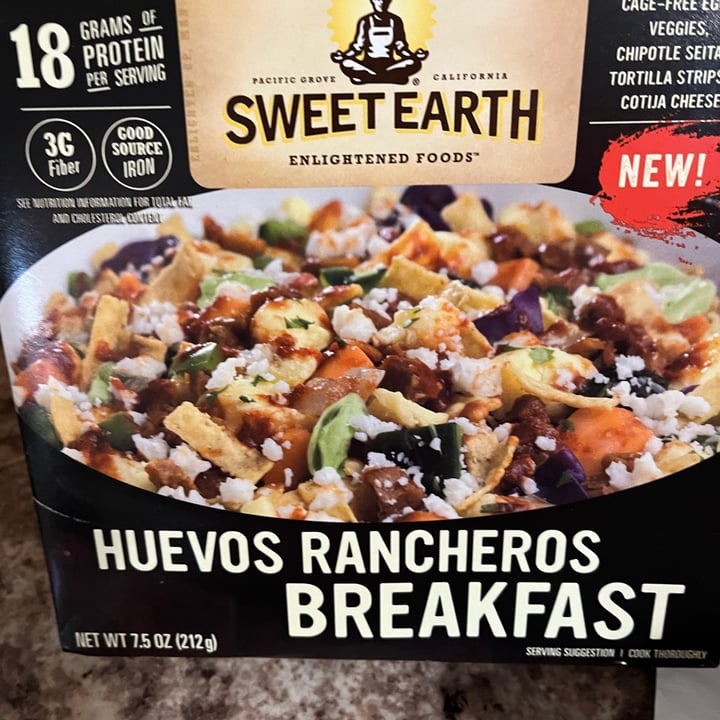 18 GRAMS OF
PROTEIN
PER SERVING
3G
Fiber
GOOD
SOURCE
IRON
SEE NUTRITION INFORMATION FOR TOTAL FAT
AND CHOLESTEROL CONTENT
PACIFIC GROVE CALIFORNIA
SWEET EARTH®
ENLIGHTENED FOODS™
CAGE-FREE EG
VEGGIES,
CHIPOTLE SEITA
TORTILLA STRIPS
COTIJA CHEESE
NEW!
HUEVOS RANCHEROS
BREAKFAST
NET WT 7.5 OZ (212g)
SERVING SUGGESTION | COOK THOROUGHLY